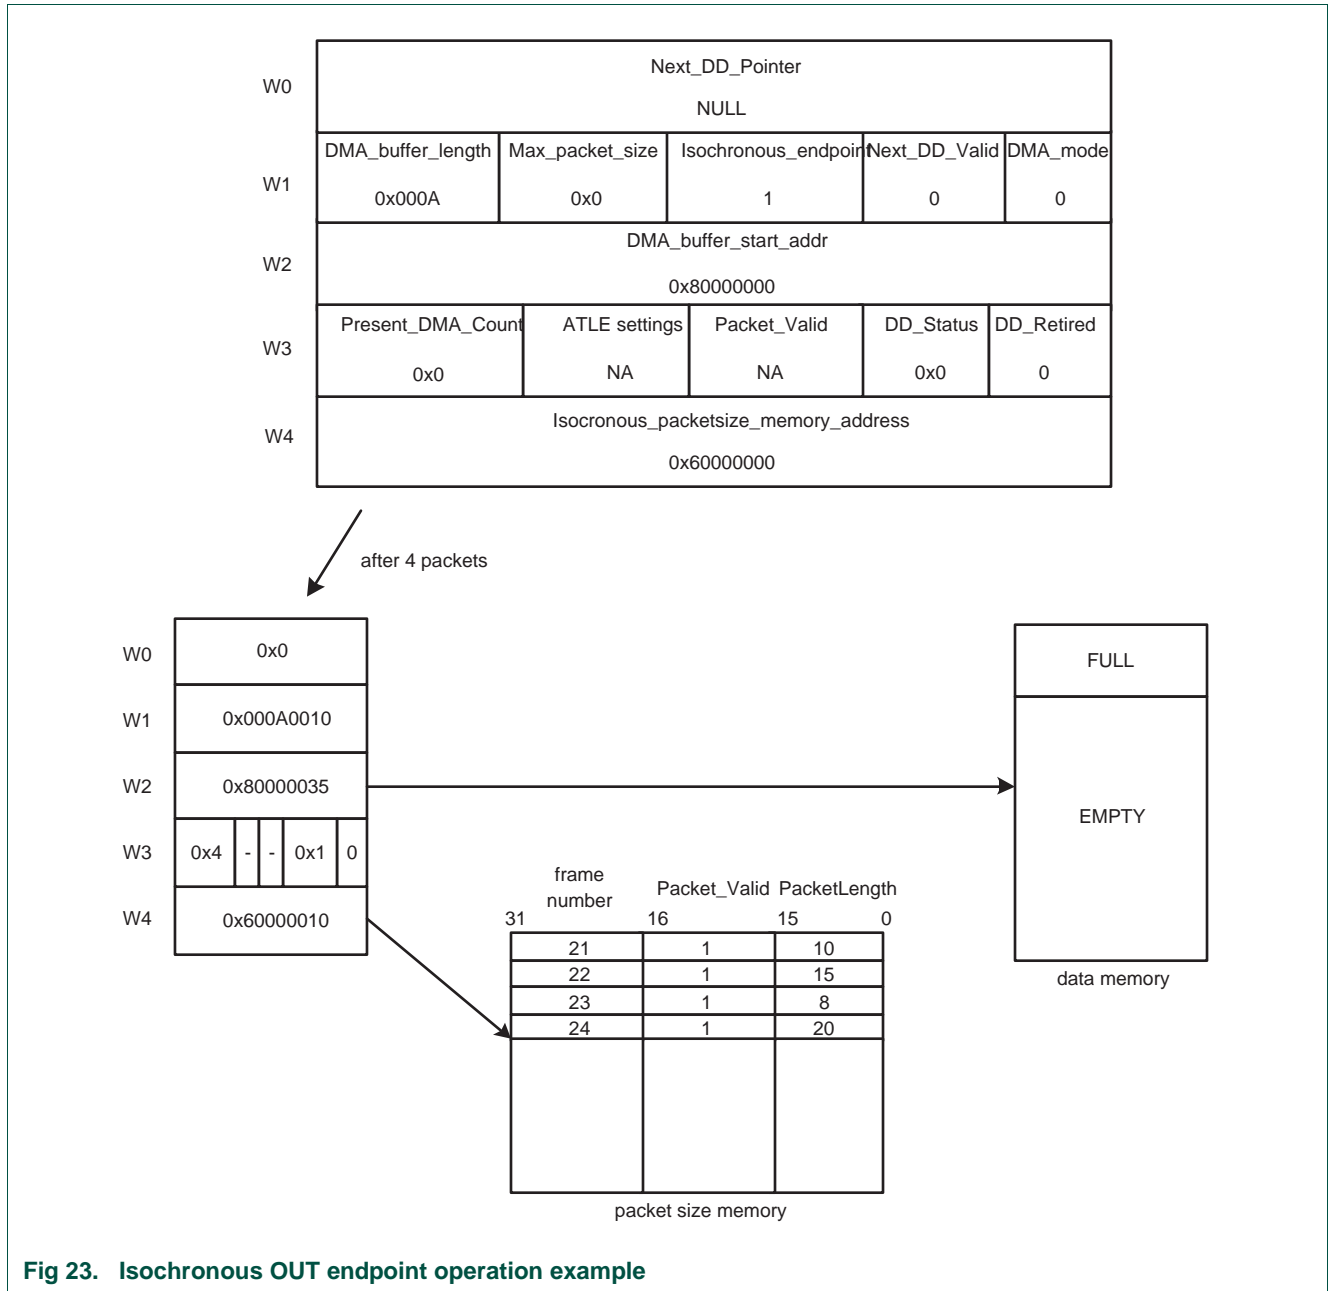 Next_DD_Pointer
W0
NULL
DMA_buffer_length Max_packet_size Isochronous_endpoint Next_DD_Valid DMA_mode
W1
0x000A 0x0 1 0 0
DMA_buffer_start_addr
W2
0x80000000
Present_DMA_Count ATLE settings Packet_Valid DD_Status DD_Retired
W3
0x0 NA NA 0x0 0
Isocronous_packetsize_memory_address
W4
0x60000000
after 4 packets
W0 0x0
FULL
W1 0x000A0010
W2 0x80000035
EMPTY
W3 0x4 - - 0x1 0
W4 0x60000010
frame
number Packet_Valid PacketLength
31 16 15 0
21 1 10
22 1 15
23 1 8
24 1 20
data memory
packet size memory
Fig 23. Isochronous OUT endpoint operation example